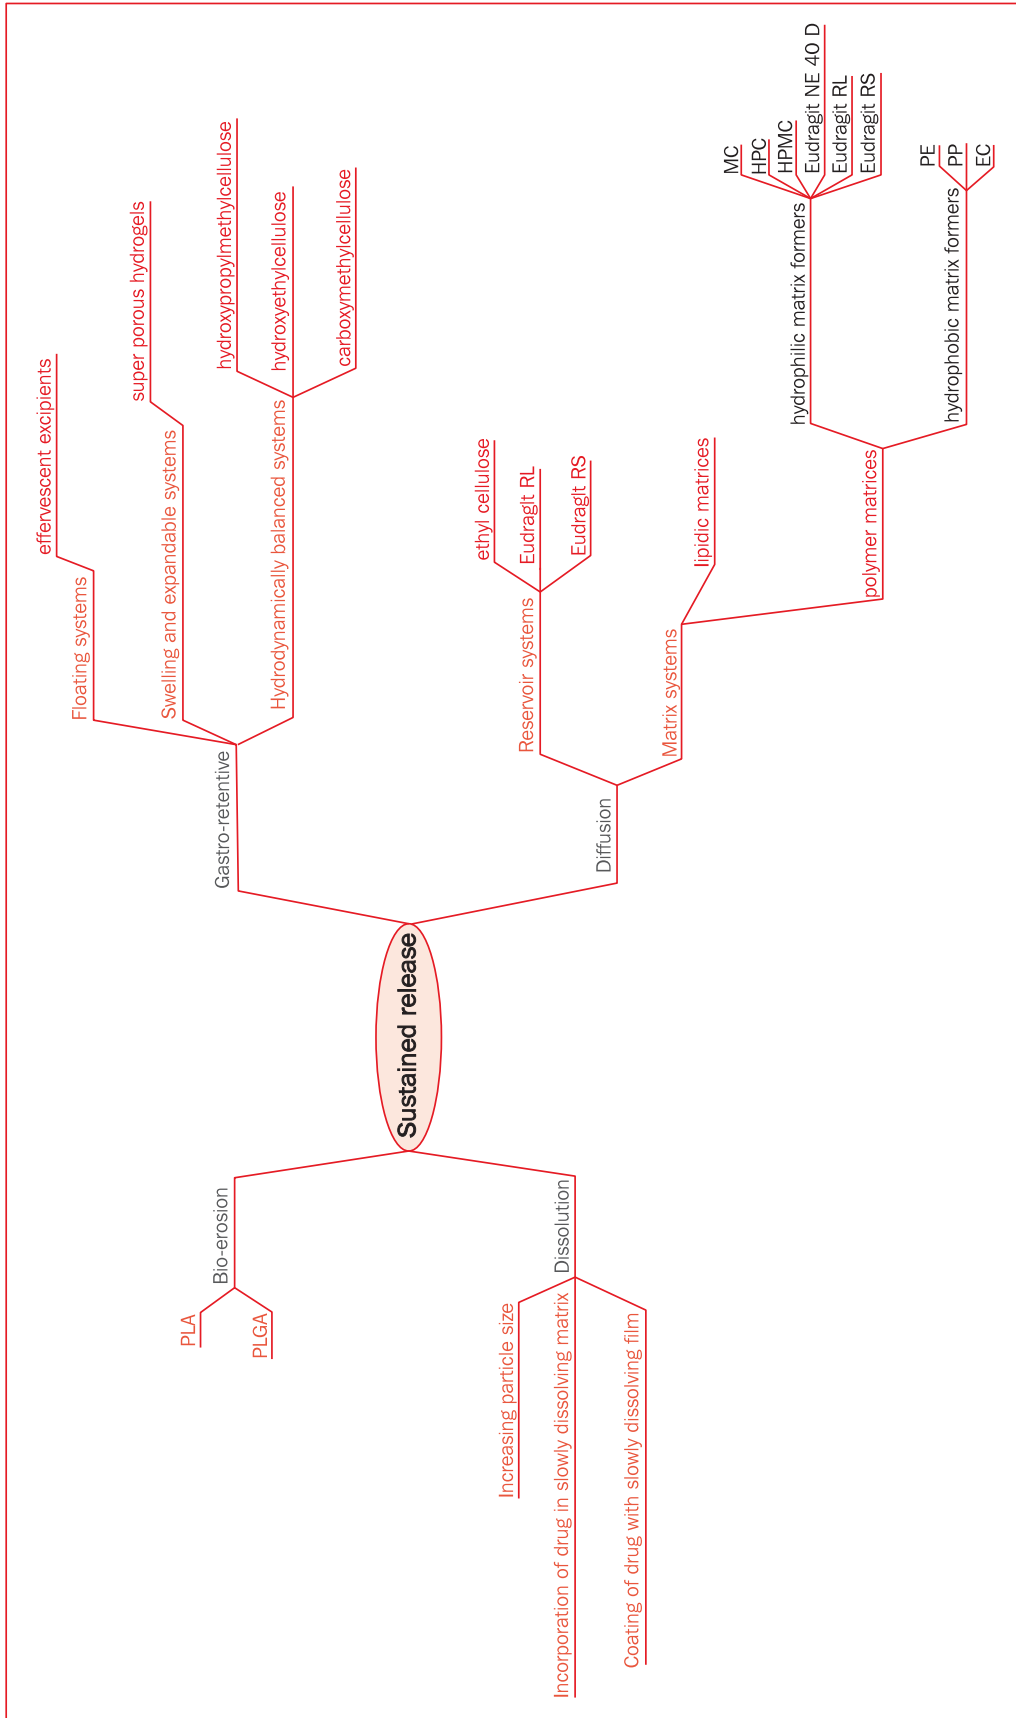 Sustained release
Gastro-retentive
Floating systems
effervescent excipients
Swelling and expandable systems
super porous hydrogels
Hydrodynamically balanced systems
hydroxypropylmethylcellulose
hydroxyethylcellulose
carboxymethylcellulose
Diffusion
Reservoir systems
ethyl cellulose
EudragIt RL
EudragIt RS
Matrix systems
lipidic matrices
polymer matrices
hydrophilic matrix formers
MC
HPC
HPMC
Eudragit NE 40 D
Eudragit RL
Eudragit RS
hydrophobic matrix formers
PE
PP
EC
Bio-erosion
PLA
PLGA
Dissolution
Increasing particle size
Incorporation of drug in slowly dissolving matrix
Coating of drug with slowly dissolving film